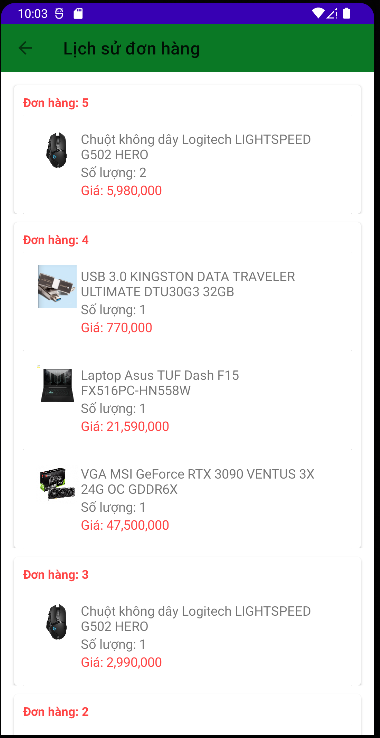 10:03
Lịch sử đơn hàng
Đơn hàng: 5
Chuột không dây Logitech LIGHTSPEED
G502 HERO
Số lượng: 2
Giá: 5,980,000
Đơn hàng: 4
USB 3.0 KINGSTON DATA TRAVELER
ULTIMATE DTU30G3 32GB
Số lượng: 1
Giá: 770,000
Laptop Asus TUF Dash F15
FX516PC-HN558W
Số lượng: 1
Giá: 21,590,000
VGA MSI GeForce RTX 3090 VENTUS 3X
24G OC GDDR6X
Số lượng: 1
Giá: 47,500,000
Đơn hàng: 3
Chuột không dây Logitech LIGHTSPEED
G502 HERO
Số lượng: 1
Giá: 2,990,000
Đơn hàng: 2